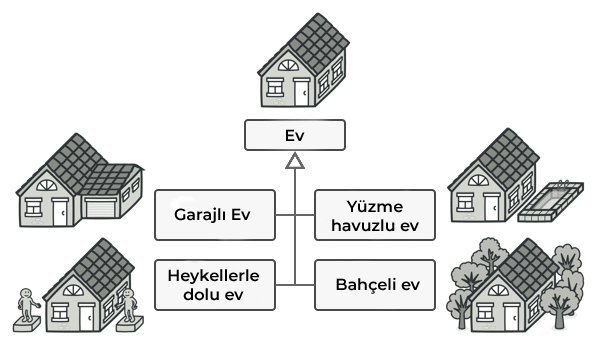 Ev
Garajlı Ev
Yüzme
havuzlu ev
Heykellerle
dolu ev
Bahçeli ev